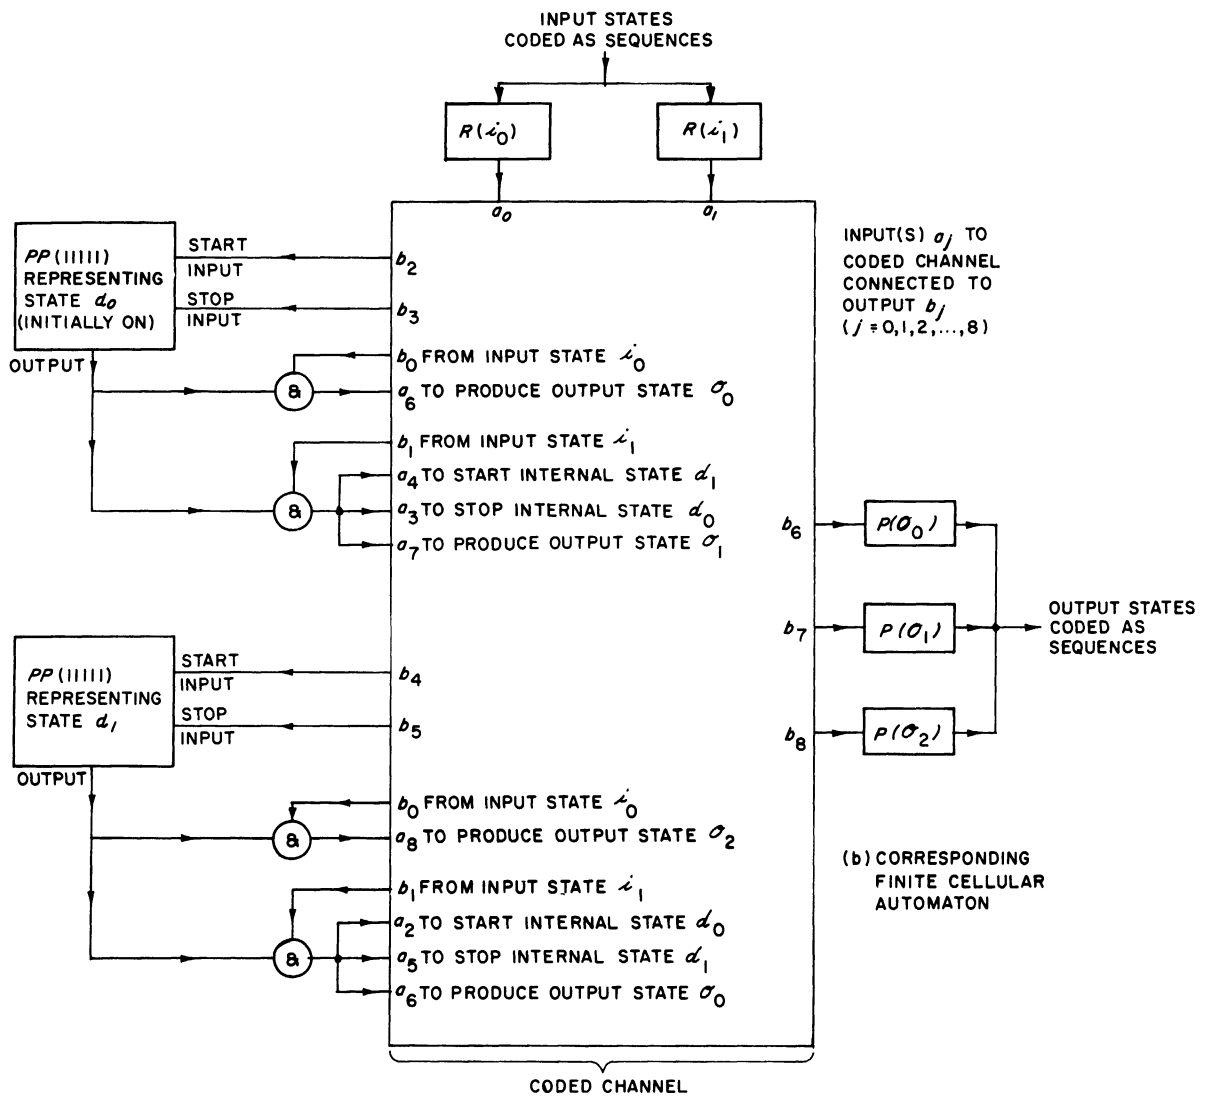 INPUT STATES
CODED AS SEQUENCES
R(i₀)
R(i₁)
a₀
a₁
PP(11111)
REPRESENTING
STATE d₀
(INITIALLY ON)
START
INPUT
STOP
INPUT
OUTPUT
b₂
b₃
b₀ FROM INPUT STATE i₀
&
a₆ TO PRODUCE OUTPUT STATE σ₀
b₁ FROM INPUT STATE i₁
a₄ TO START INTERNAL STATE d₁
&
a₃ TO STOP INTERNAL STATE d₀
a₇ TO PRODUCE OUTPUT STATE σ₁
INPUT(S) aⱼ TO
CODED CHANNEL
CONNECTED TO
OUTPUT bⱼ
(j = 0,1,2,...,8)
b₆
P(σ₀)
b₇
P(σ₁)
b₈
P(σ₂)
OUTPUT STATES
CODED AS
SEQUENCES
PP(11111)
REPRESENTING
STATE d₁
START
INPUT
STOP
INPUT
OUTPUT
b₄
b₅
b₀ FROM INPUT STATE i₀
&
a₈ TO PRODUCE OUTPUT STATE σ₂
b₁ FROM INPUT STATE i₁
a₂ TO START INTERNAL STATE d₀
&
a₅ TO STOP INTERNAL STATE d₁
a₆ TO PRODUCE OUTPUT STATE σ₀
(b) CORRESPONDING
FINITE CELLULAR
AUTOMATON
CODED CHANNEL